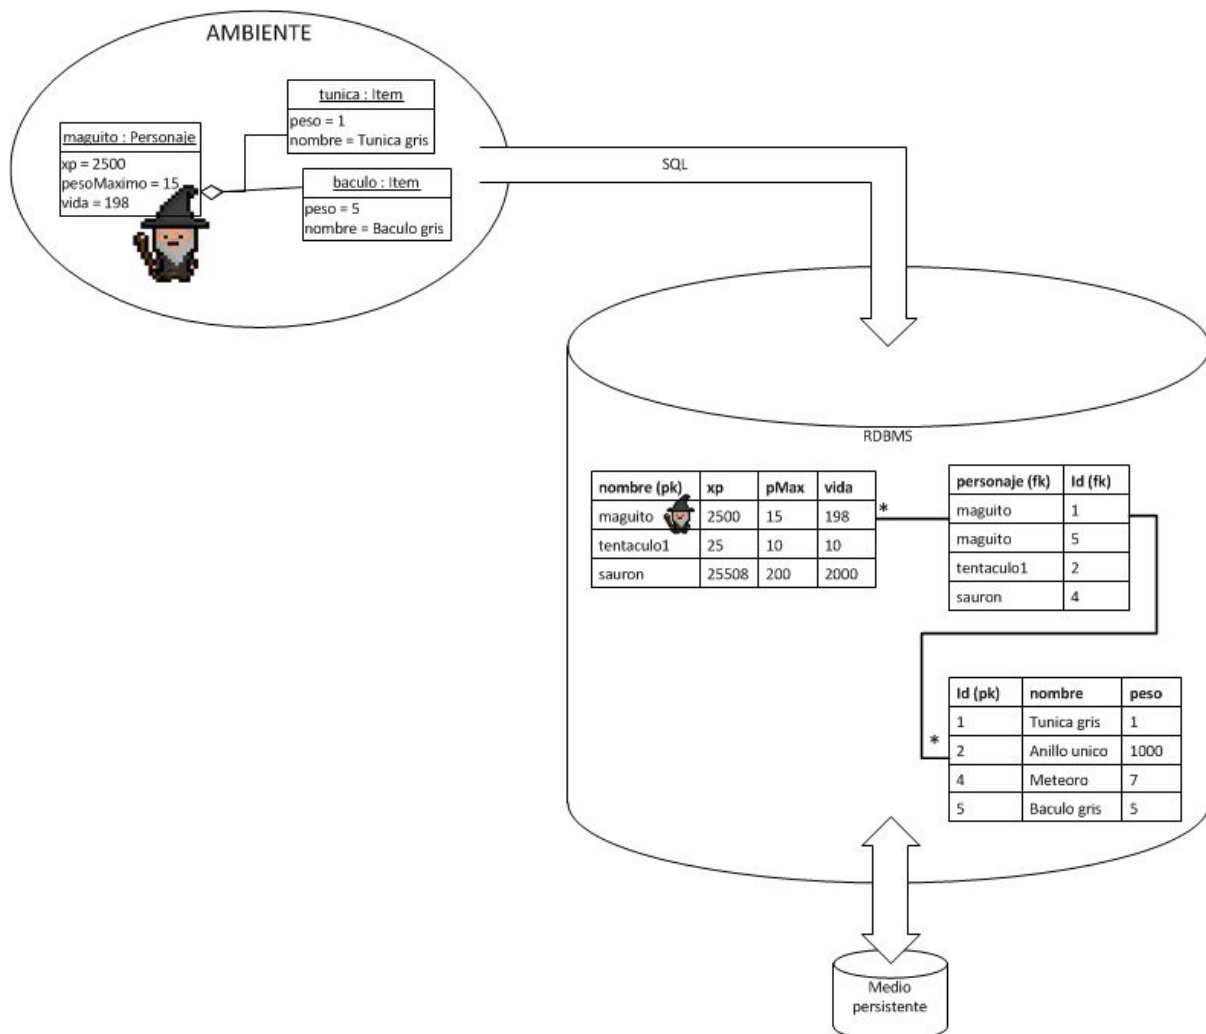 AMBIENTE
tunica : Item
peso = 1
nombre = Tunica gris
maguito : Personaje
xp = 2500
pesoMaximo = 15
vida = 198
baculo : Item
peso = 5
nombre = Baculo gris
SQL
RDBMS
nombre (pk) xp pMax vida
maguito 2500 15 198
tentaculo1 25 10 10
sauron 25508 200 2000
*
personaje (fk) Id (fk)
maguito 1
maguito 5
tentaculo1 2
sauron 4
Id (pk) nombre peso
1 Tunica gris 1
2 Anillo unico 1000
4 Meteoro 7
5 Baculo gris 5
*
Medio
persistente